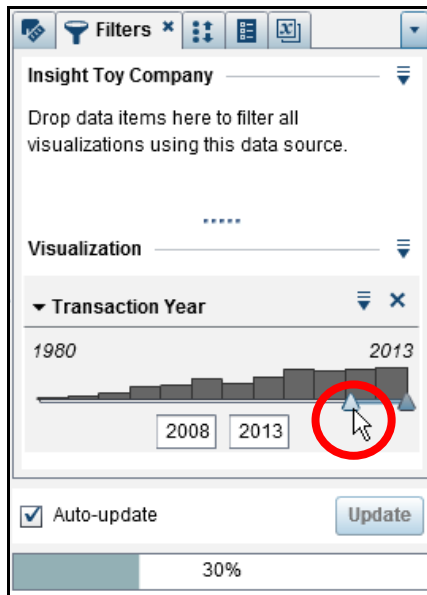 Filters
Insight Toy Company
Drop data items here to filter all
visualizations using this data source.
Visualization
Transaction Year
1980 2013
2008 2013
Auto-update Update
30%